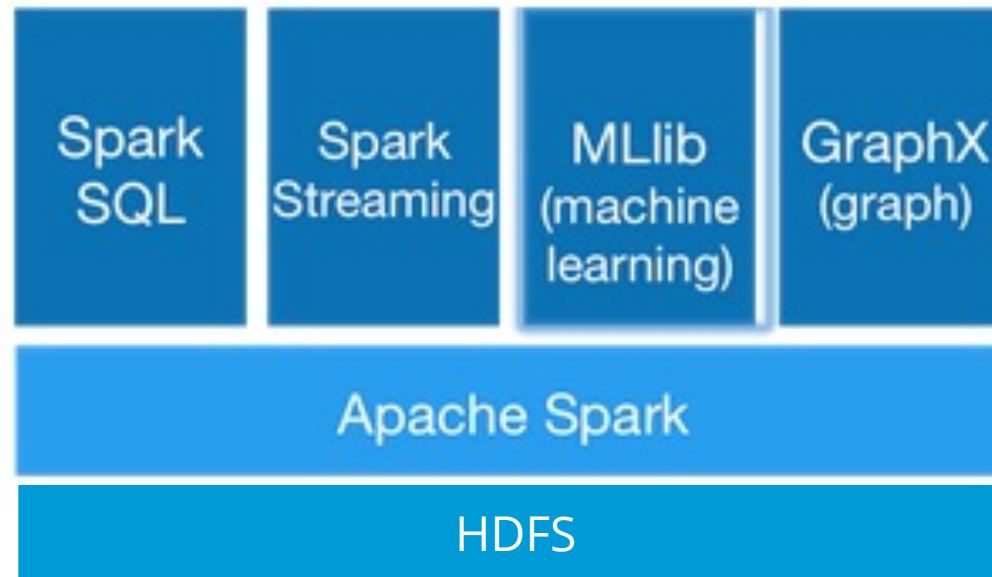 Spark
SQL
Spark
Streaming
MLlib
(machine
learning)
GraphX
(graph)
Apache Spark
HDFS